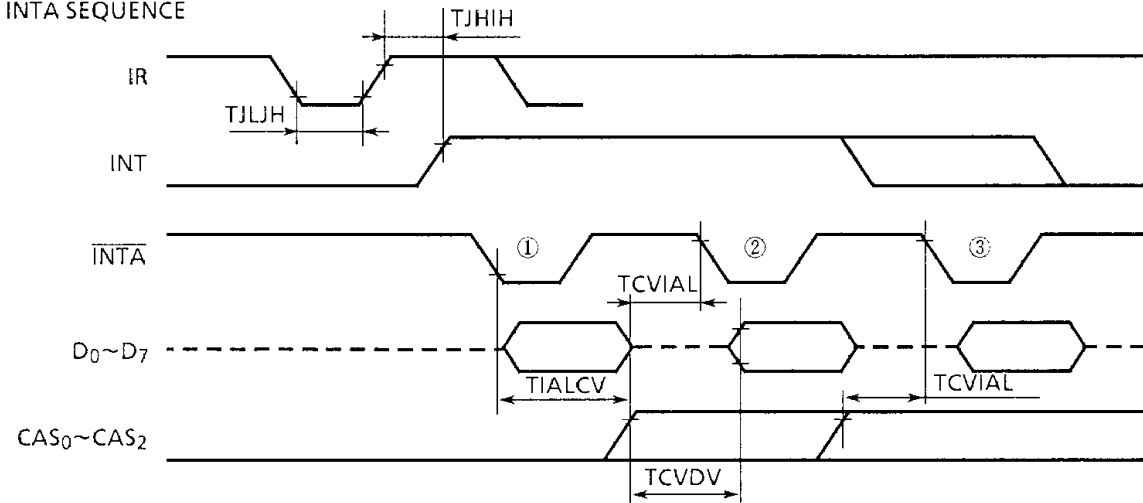 INTA SEQUENCE
TJHIH
IR
TJLJH
INT
INTA
①
②
③
TCVIAL
D0~D7
TIALCV
TCVIAL
CAS0~CAS2
TCVDV